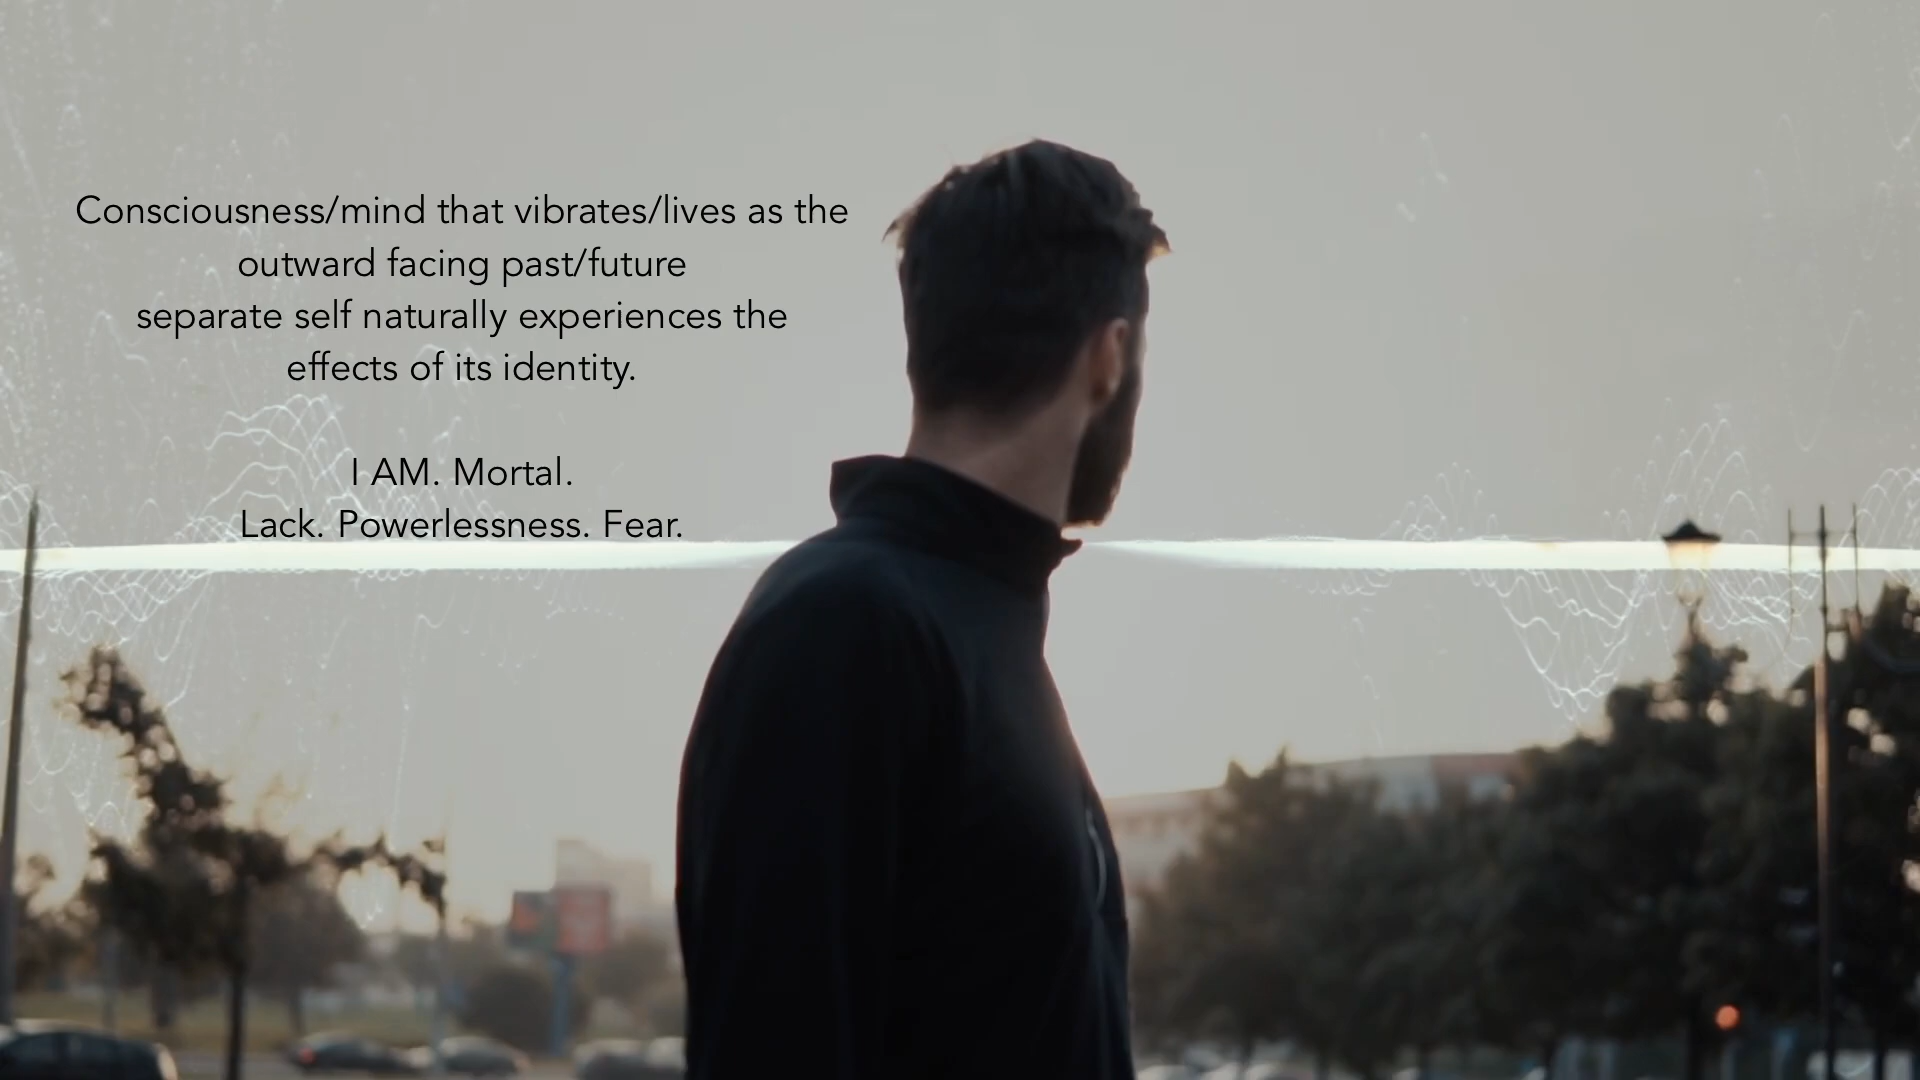 Consciousness/mind that vibrates/lives as the
outward facing past/future
separate self naturally experiences the
effects of its identity.
I AM. Mortal.
Lack. Powerlessness. Fear.